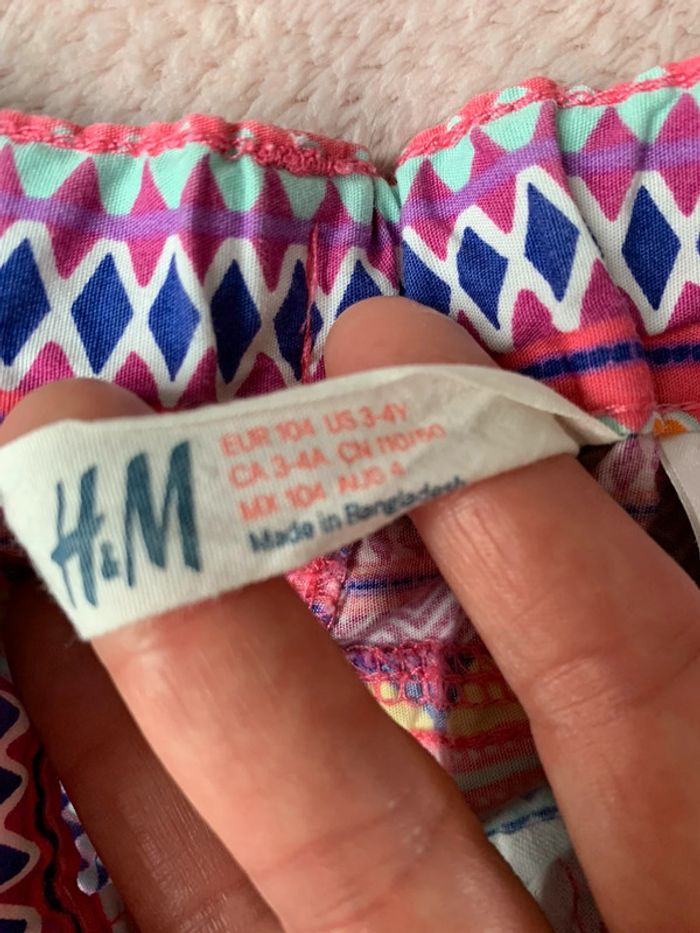 H&M
EUR 104 US 3-4Y
CA 3-4A CN 110/50
MX 104 AUS 4
Made in Bangladesh